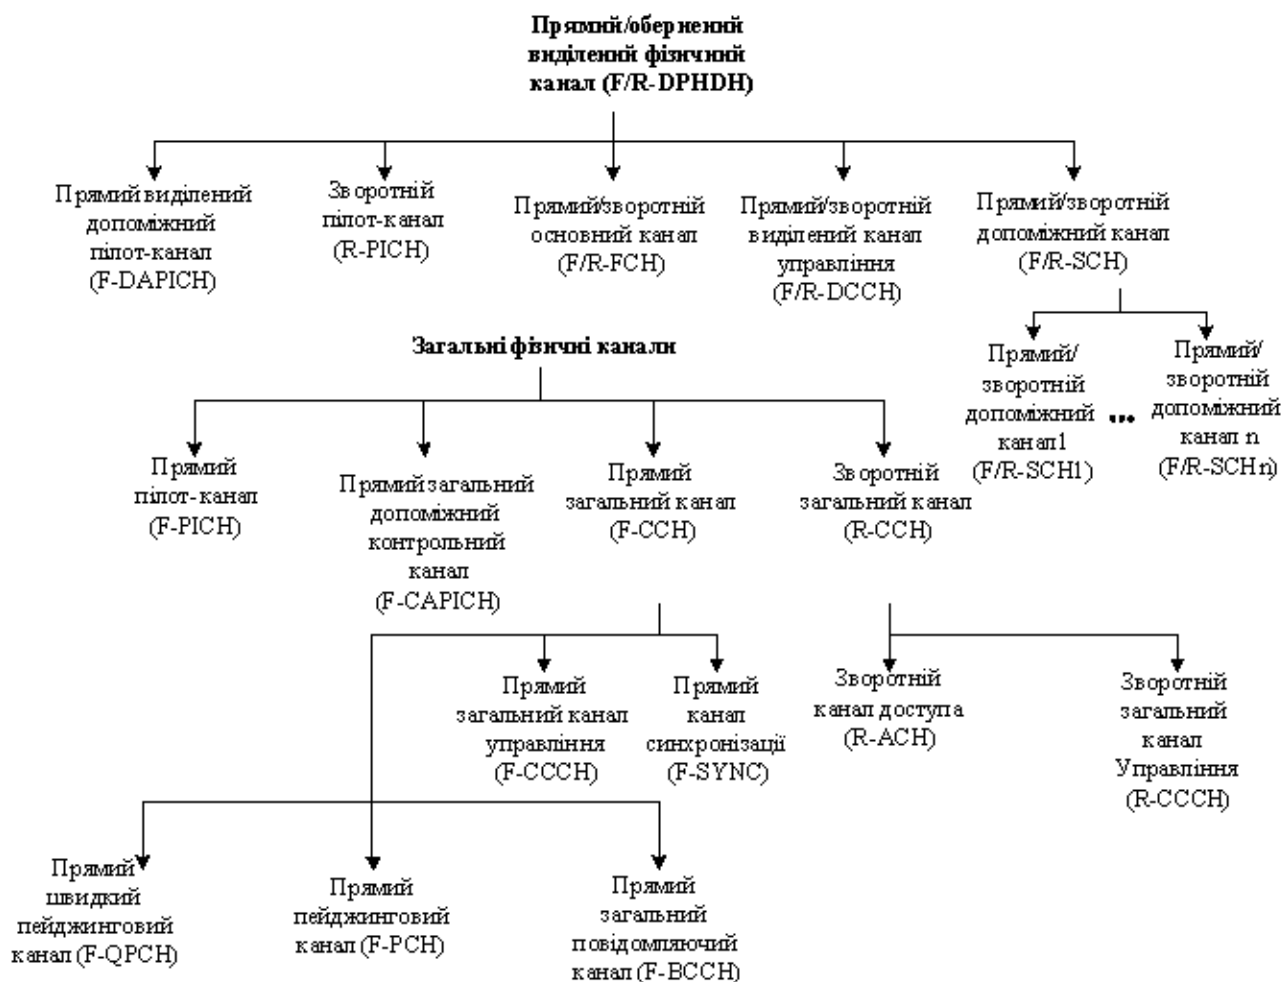 Прямий/обернений
виділений фізичний
канал (F/R-DPHDH)
Прямий виділений
допоміжний
пілот-канал
(F-DAPICH)
Зворотній
пілот-канал
(R-PICH)
Прямий/зворотній
основний канал
(F/R-FCH)
Прямий/зворотній
виділений канал
управління
(F/R-DCCH)
Прямий/зворотній
допоміжний канал
(F/R-SCH)
Прямий/
зворотній
допоміжний
канал1
(F/R-SCH1)
...
Прямий/
зворотній
допоміжний
канал n
(F/R-SCHn)
Загальні фізичні канали
Прямий
пілот-канал
(F-PICH)
Прямий загальний
допоміжний
контрольний
канал
(F-CAPICH)
Прямий
загальний канал
(F-CCH)
Зворотній
загальний канал
(R-CCH)
Прямий
загальний канал
управління
(F-CCCH)
Прямий
канал
синхронізації
(F-SYNC)
Зворотній
канал доступа
(R-ACH)
Зворотній
загальний
канал
Управління
(R-CCCH)
Прямий
швидкий
пейджинговий
канал (F-QPCH)
Прямий
пейджинговий
канал (F-PCH)
Прямий
загальний
повідомляючий
канал (F-BCCH)